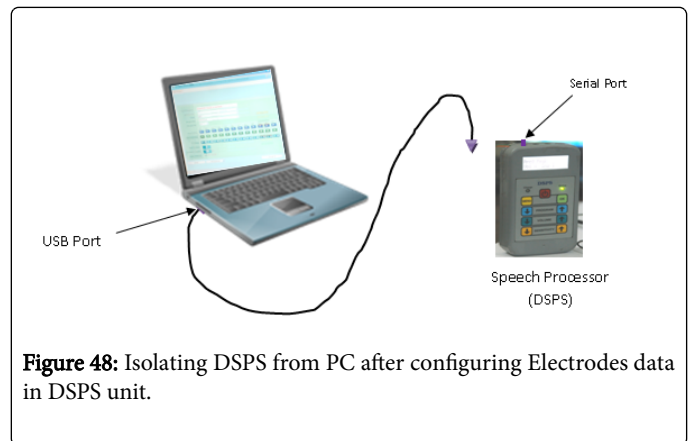 Serial Port
USB Port
Speech Processor
(DSPS)
Figure 48: Isolating DSPS from PC after configuring Electrodes data
in DSPS unit.